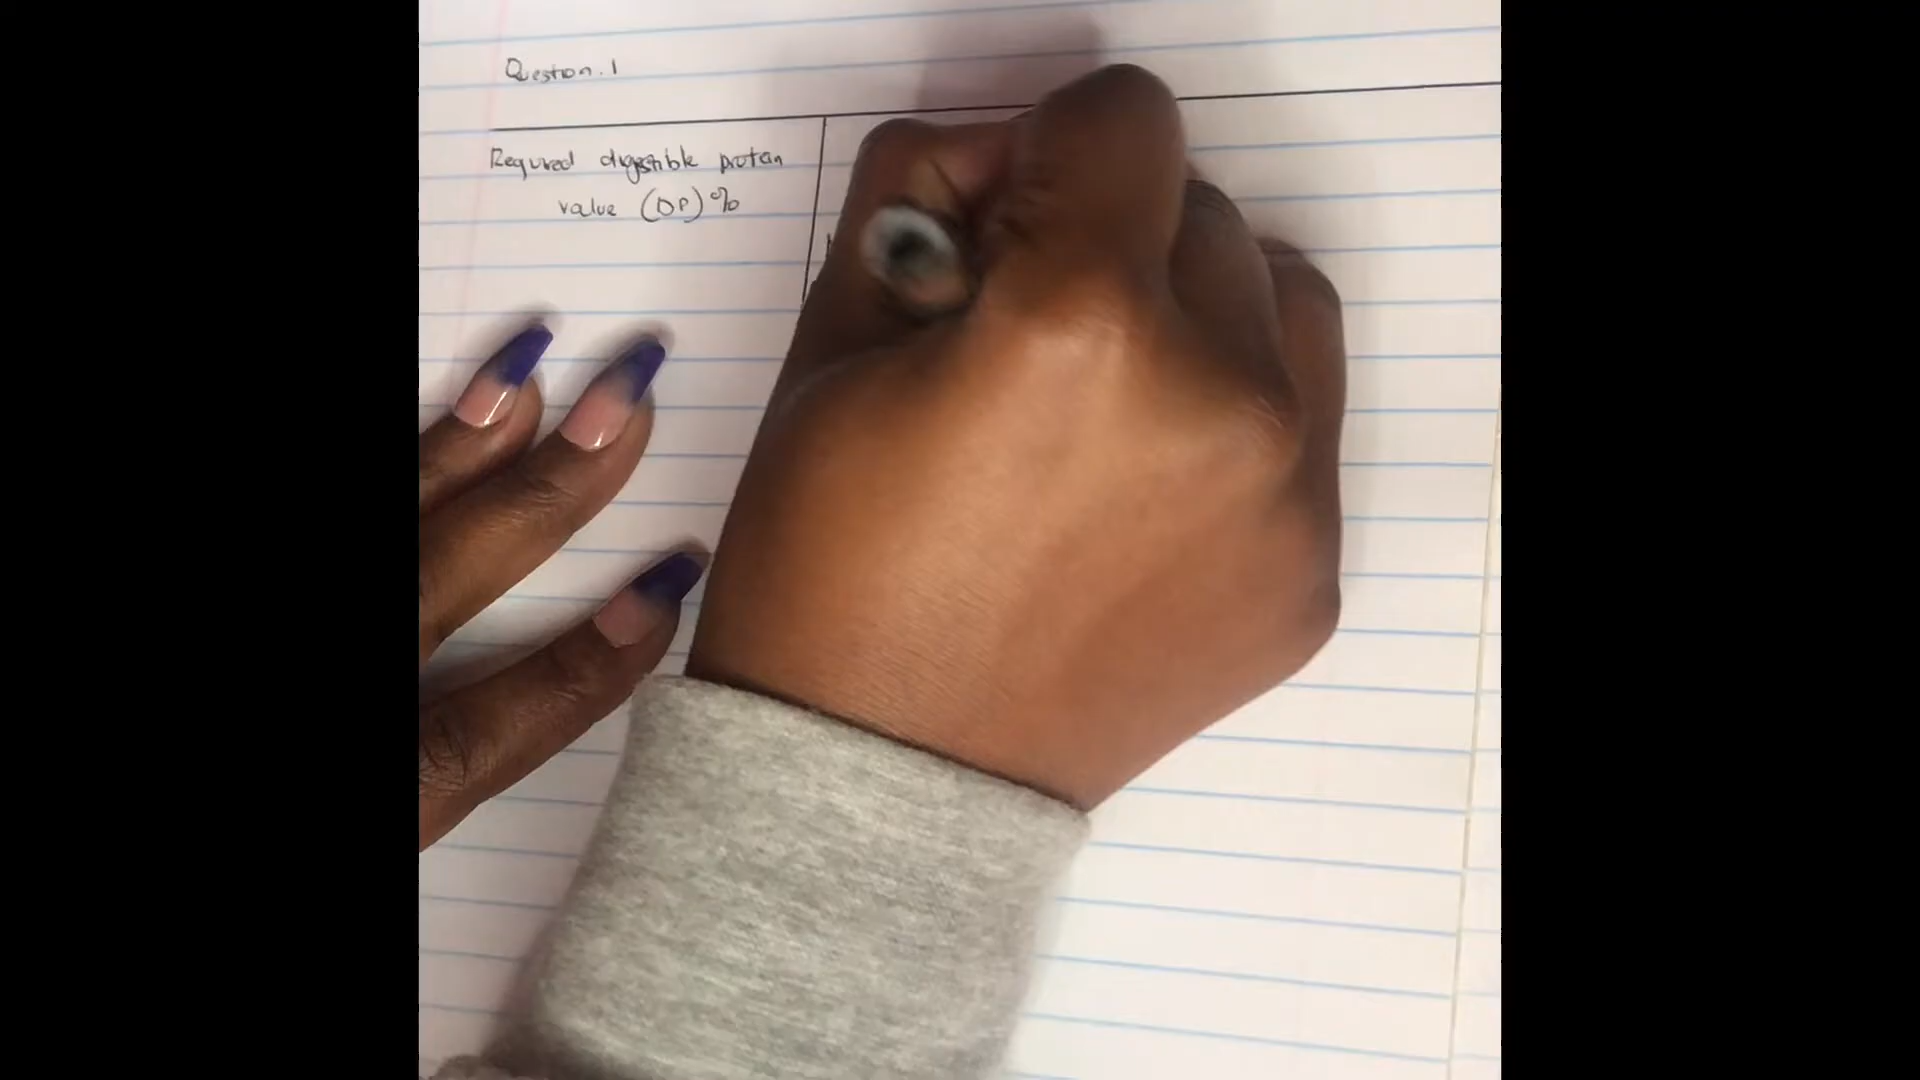 Question.1
Required digestible protein
value (DP)%